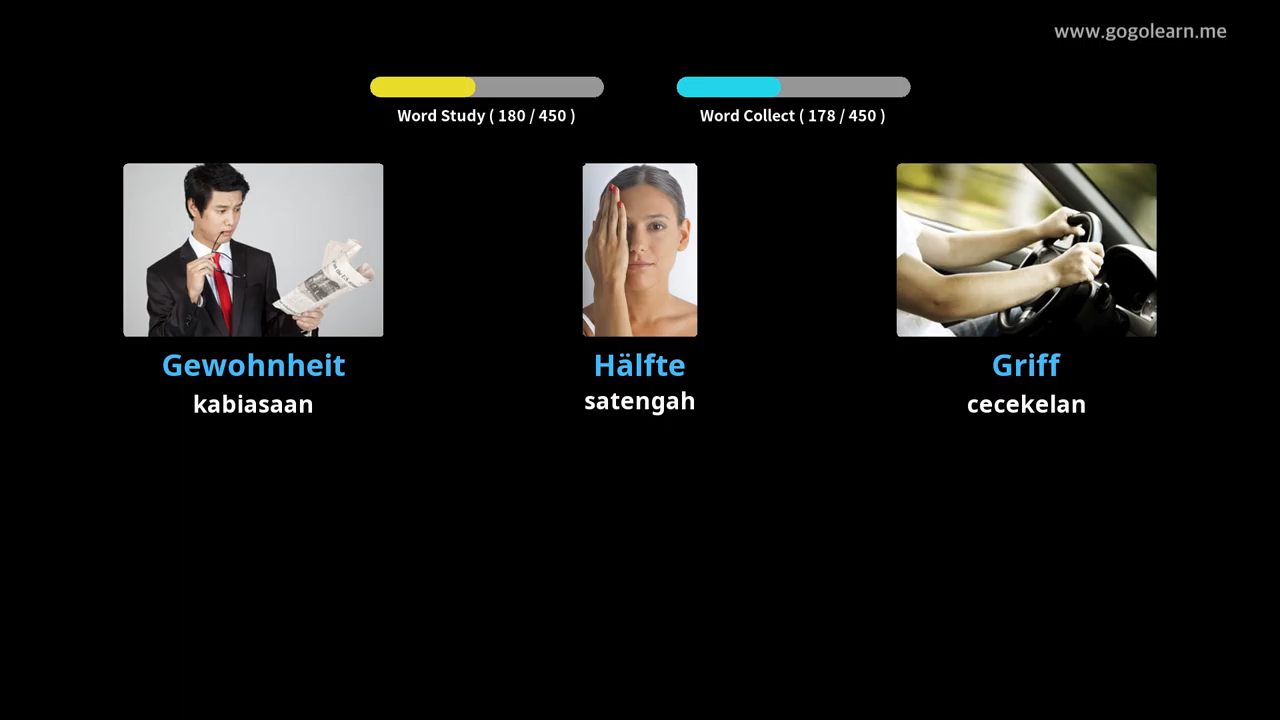 www.gogolearn.me
Word Study ( 180 / 450 )
Word Collect ( 178 / 450 )
Gewohnheit
kabiasaan
Hälfte
satengah
Griff
cecekelan